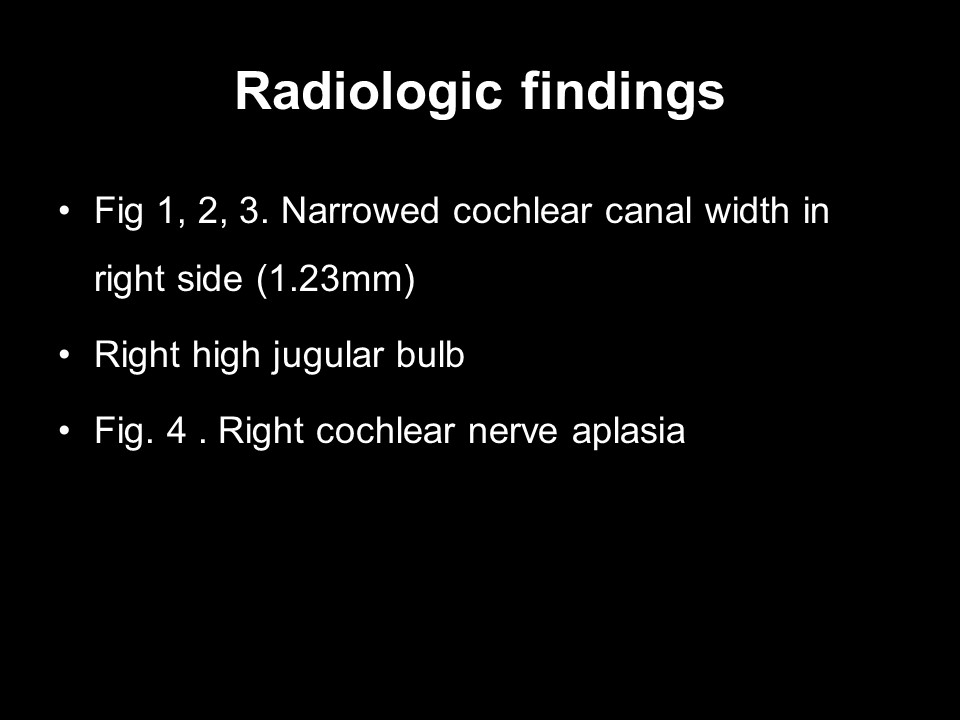 Radiologic findings
• Fig 1, 2, 3. Narrowed cochlear canal width in
right side (1.23mm)
• Right high jugular bulb
• Fig. 4 . Right cochlear nerve aplasia